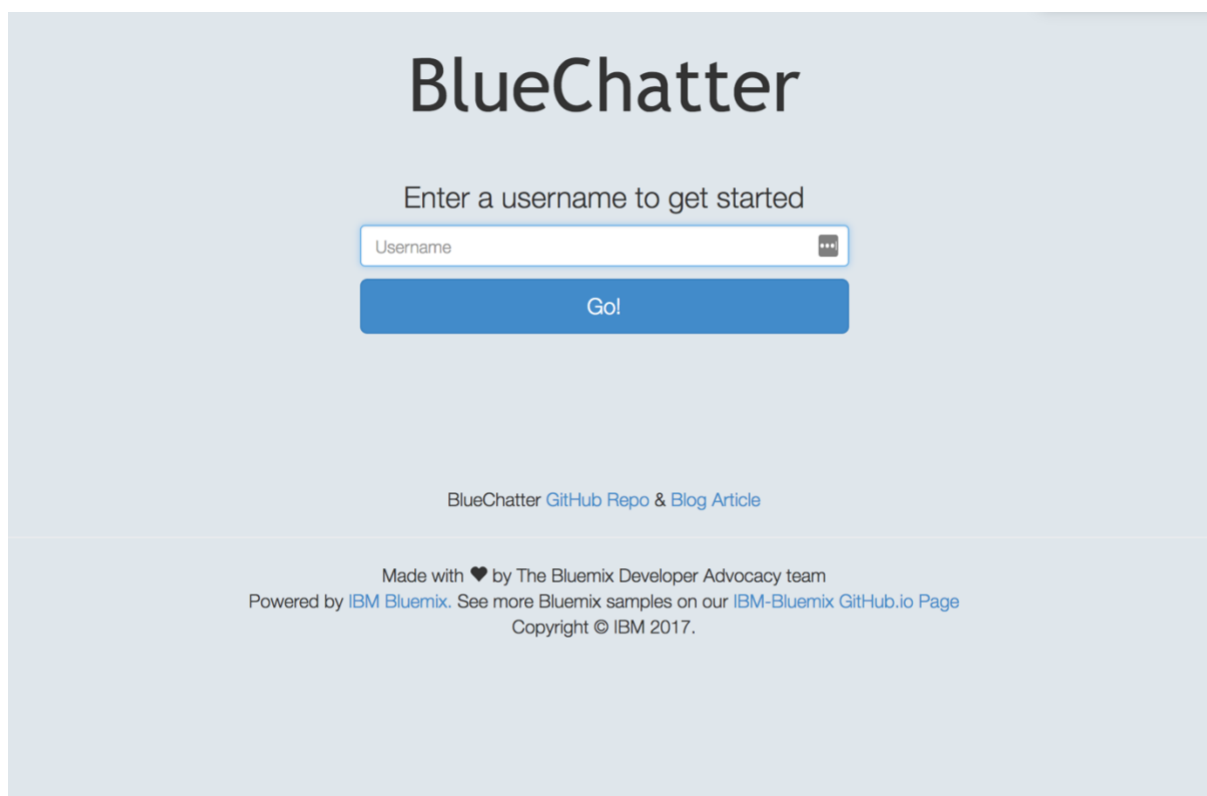 BlueChatter
Enter a username to get started
Username
Go!
BlueChatter GitHub Repo & Blog Article
Made with ♥ by The Bluemix Developer Advocacy team
Powered by IBM Bluemix. See more Bluemix samples on our IBM-Bluemix GitHub.io Page
Copyright © IBM 2017.